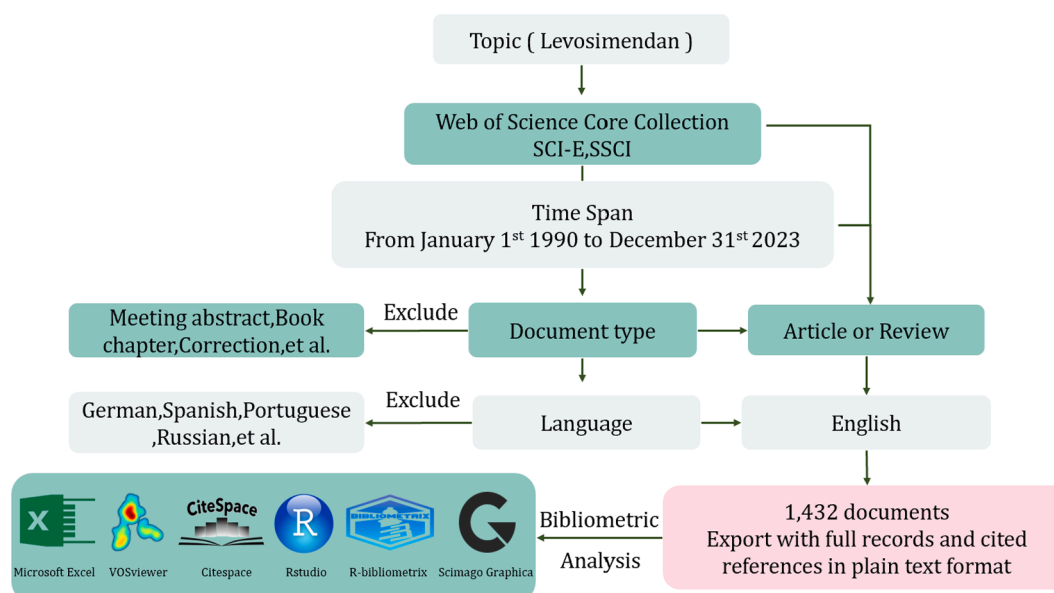 Topic ( Levosimendan )
Web of Science Core Collection
SCI-E,SSCI
Time Span
From January 1st 1990 to December 31st 2023
Exclude
Meeting abstract,Book
chapter,Correction,et al.
Document type
Article or Review
Exclude
German,Spanish,Portuguese
,Russian,et al.
Language
English
X
CiteSpace
R
BIBLIOMETRIX
Microsoft Excel
VOSviewer
Citespace
Rstudio
R-bibliometrix
Scimago Graphica
Bibliometric
Analysis
1,432 documents
Export with full records and cited
references in plain text format